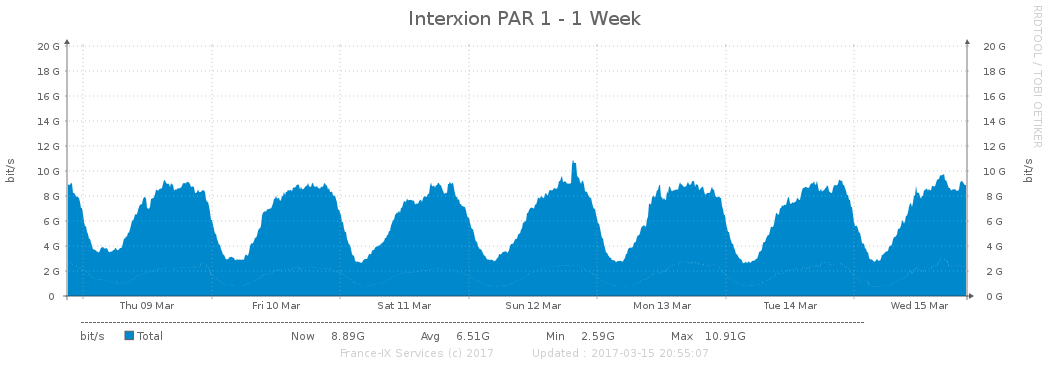 Interxion PAR 1 - 1 Week
RRDTOOL / TOBI OETIKER
20 G 20 G
18 G 18 G
16 G 16 G
14 G 14 G
12 G 12 G
10 G 10 G
8 G 8 G
6 G 6 G
4 G 4 G
2 G 2 G
0 0 G
bit/s bit/s
Thu 09 Mar Fri 10 Mar Sat 11 Mar Sun 12 Mar Mon 13 Mar Tue 14 Mar Wed 15 Mar
bit/s Total Now 8.89G Avg 6.51G Min 2.59G Max 10.91G
France-IX Services (c) 2017 Updated : 2017-03-15 20:55:07